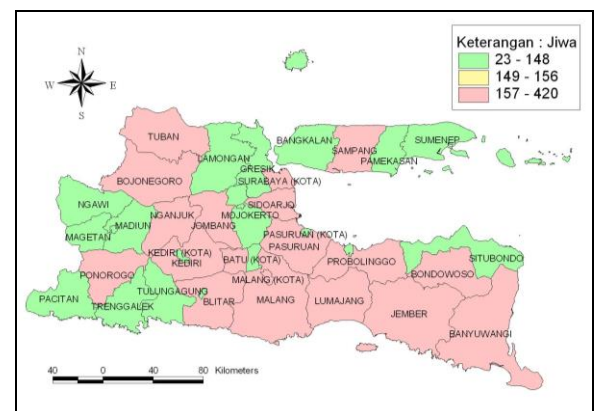 N
W E
S
Keterangan : Jiwa
23 - 148
149 - 156
157 - 420
TUBAN
LAMONGAN
BANGKALAN
SAMPANG
SUMENEP
PAMEKASAN
GRESIK
SURABAYA (KOTA)
BOJONEGORO
NGAWI
MADIUN
MAGETAN
NGANJUK
JOMBANG
MOJOKERTO
SIDOARJO
PASURUAN (KOTA)
PASURUAN
KEDIRI (KOTA)
KEDIRI
BATU (KOTA)
PROBOLINGGO
SITUBONDO
BONDOWOSO
PONOROGO
PACITAN
TRENGGALEK
TULUNGAGUNG
BLITAR
MALANG (KOTA)
MALANG
LUMAJANG
JEMBER
BANYUWANGI
40 0 40 80 Kilometers